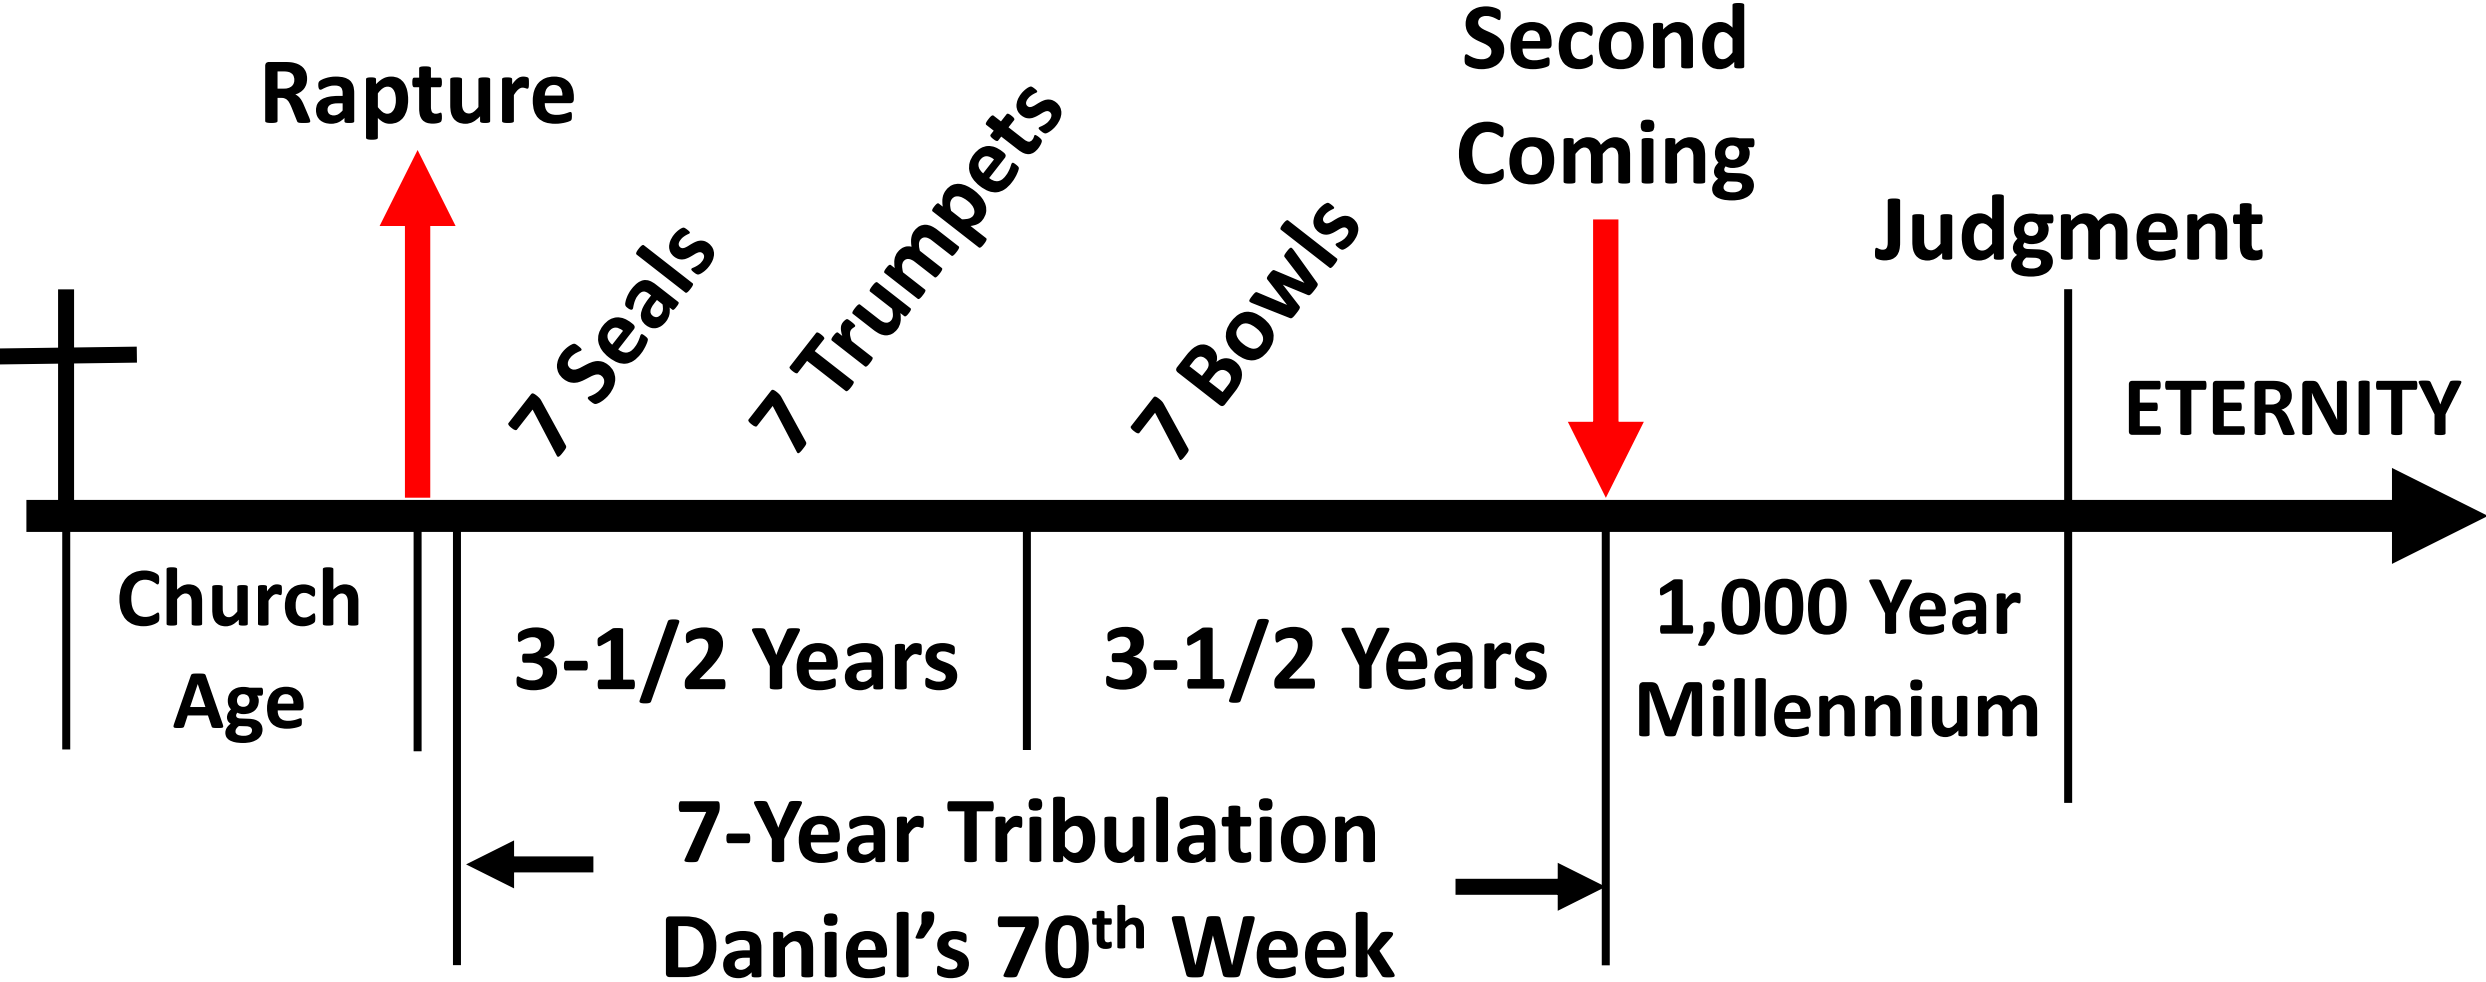 Second
Coming
Rapture
7 Seals
7 Trumpets
7 Bowls
Judgment
ETERNITY
Church
Age
3-1/2 Years
3-1/2 Years
1,000 Year
Millennium
7-Year Tribulation
Daniel’s 70th Week